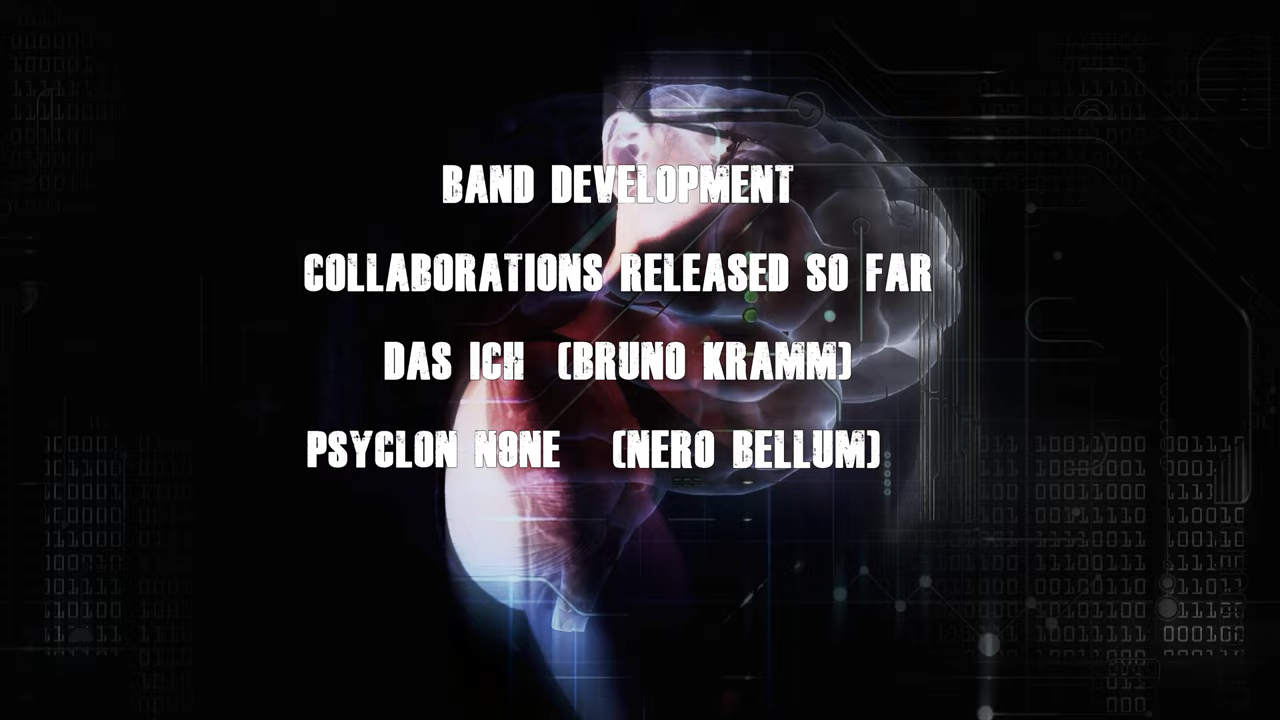 BAND DEVELOPMENT
COLLABORATIONS RELEASED SO FAR
DAS ICH (BRUNO KRAMM)
PSYCLON N9NE (NERO BELLUM)